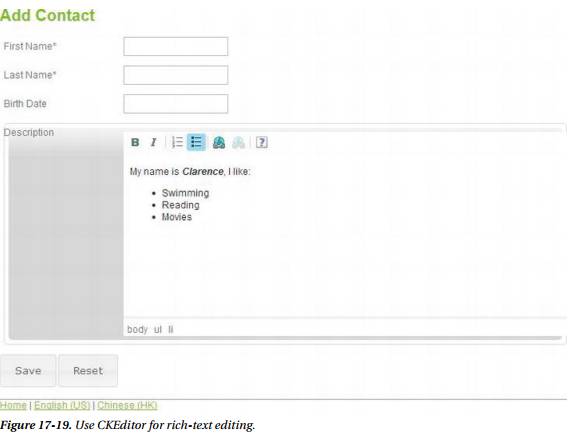 Add Contact
First Name*
Last Name*
Birth Date
Description
B I ?
My name is Clarence, I like:
• Swimming
• Reading
• Movies
body ul li
Save Reset
Home | English (US) | Chinese (HK)
Figure 17-19. Use CKEditor for rich-text editing.